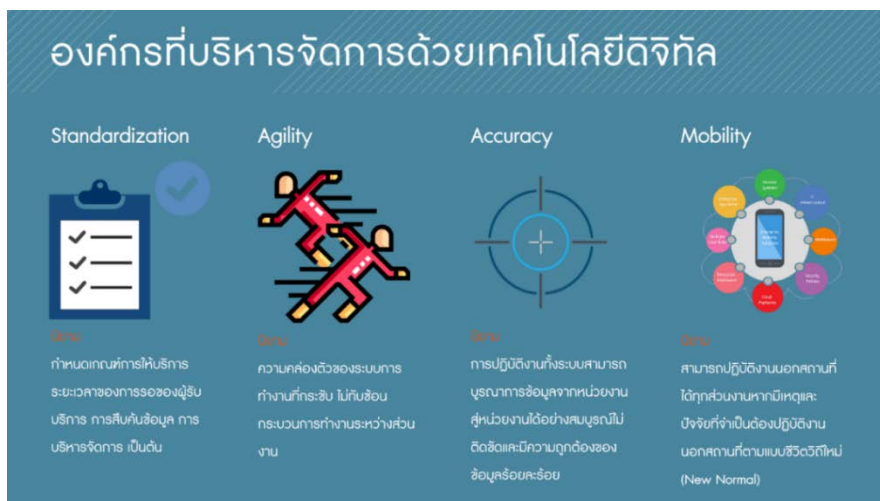 องค์กรที่บริหารจัดการด้วยเทคโนโลยีดิจิทัล
Standardization
นิยาม
กำหนดเกณฑ์การให้บริการ
ระยะเวลาของการรอของผู้รับ
บริการ การสืบค้นข้อมูล การ
บริหารจัดการ เป็นต้น
Agility
นิยาม
ความคล่องตัวของระบบการ
ทำงานที่กระชับ ไม่ทับซ้อน
กระบวนการทำงานระหว่างส่วน
งาน
Accuracy
นิยาม
การปฏิบัติงานทั้งระบบสามารถ
บูรณาการข้อมูลจากหน่วยงาน
สู่หน่วยงานได้อย่างสมบูรณ์ไม่
ติดขัดและมีความถูกต้องของ
ข้อมูลร้อยละร้อย
Mobility
Cloud
Security
นิยาม
สามารถปฏิบัติงานนอกสถานที่
ได้ทุกส่วนงานหากมีเหตุและ
ปัจจัยที่จำเป็นต้องปฏิบัติงาน
นอกสถานที่ตามแบบชีวิตวิถีใหม่
(New Normal)